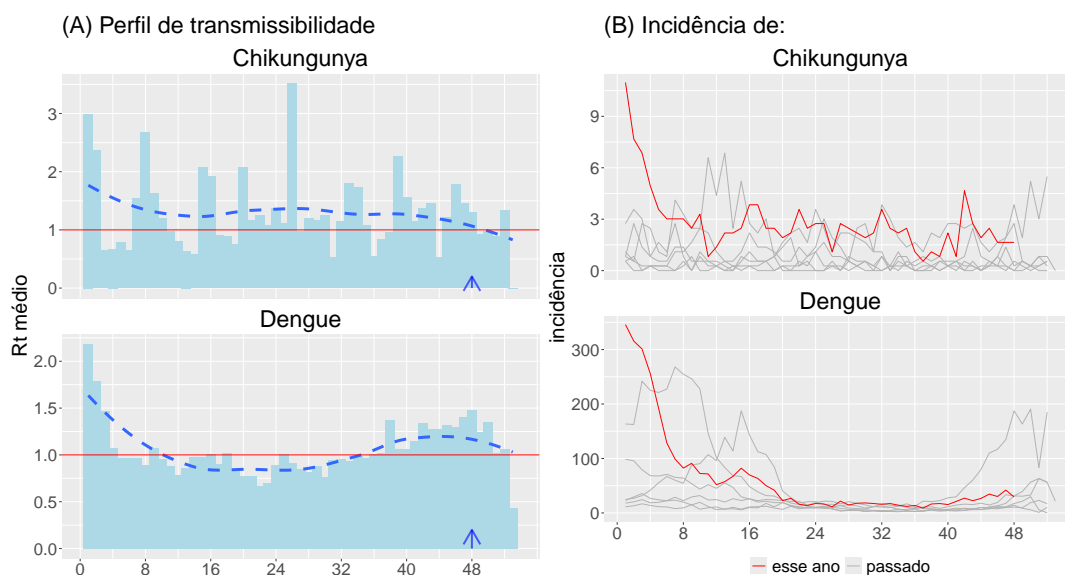 (A) Perfil de transmissibilidade
Chikungunya
3
2
1
0
Dengue
2.0
1.5
1.0
0.5
0.0
0 8 16 24 32 40 48
Rt médio
(B) Incidência de:
Chikungunya
9
6
3
0
Dengue
300
200
100
0
0 8 16 24 32 40 48
incidência
esse ano passado